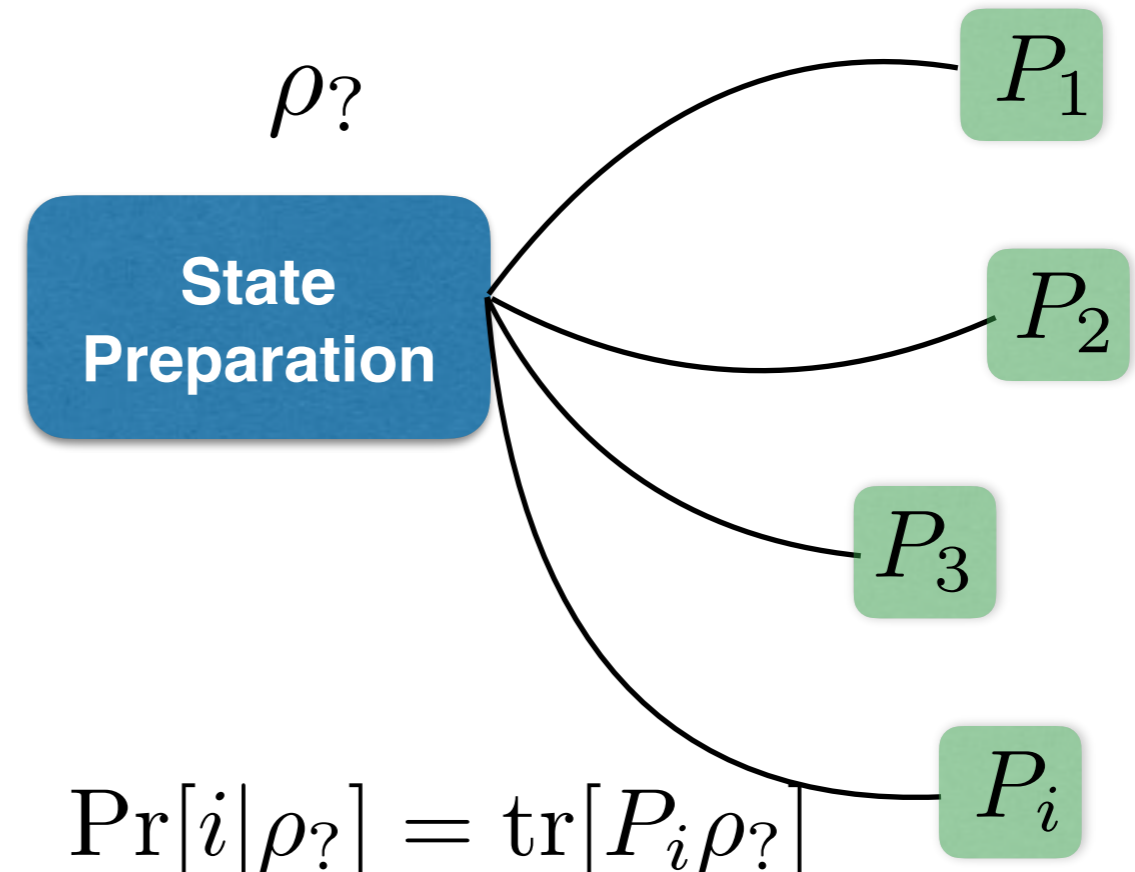 ρ?
P₁
State
Preparation
P₂
P₃
Pᵢ
Pr[i|ρ?] = tr[Pᵢρ?]